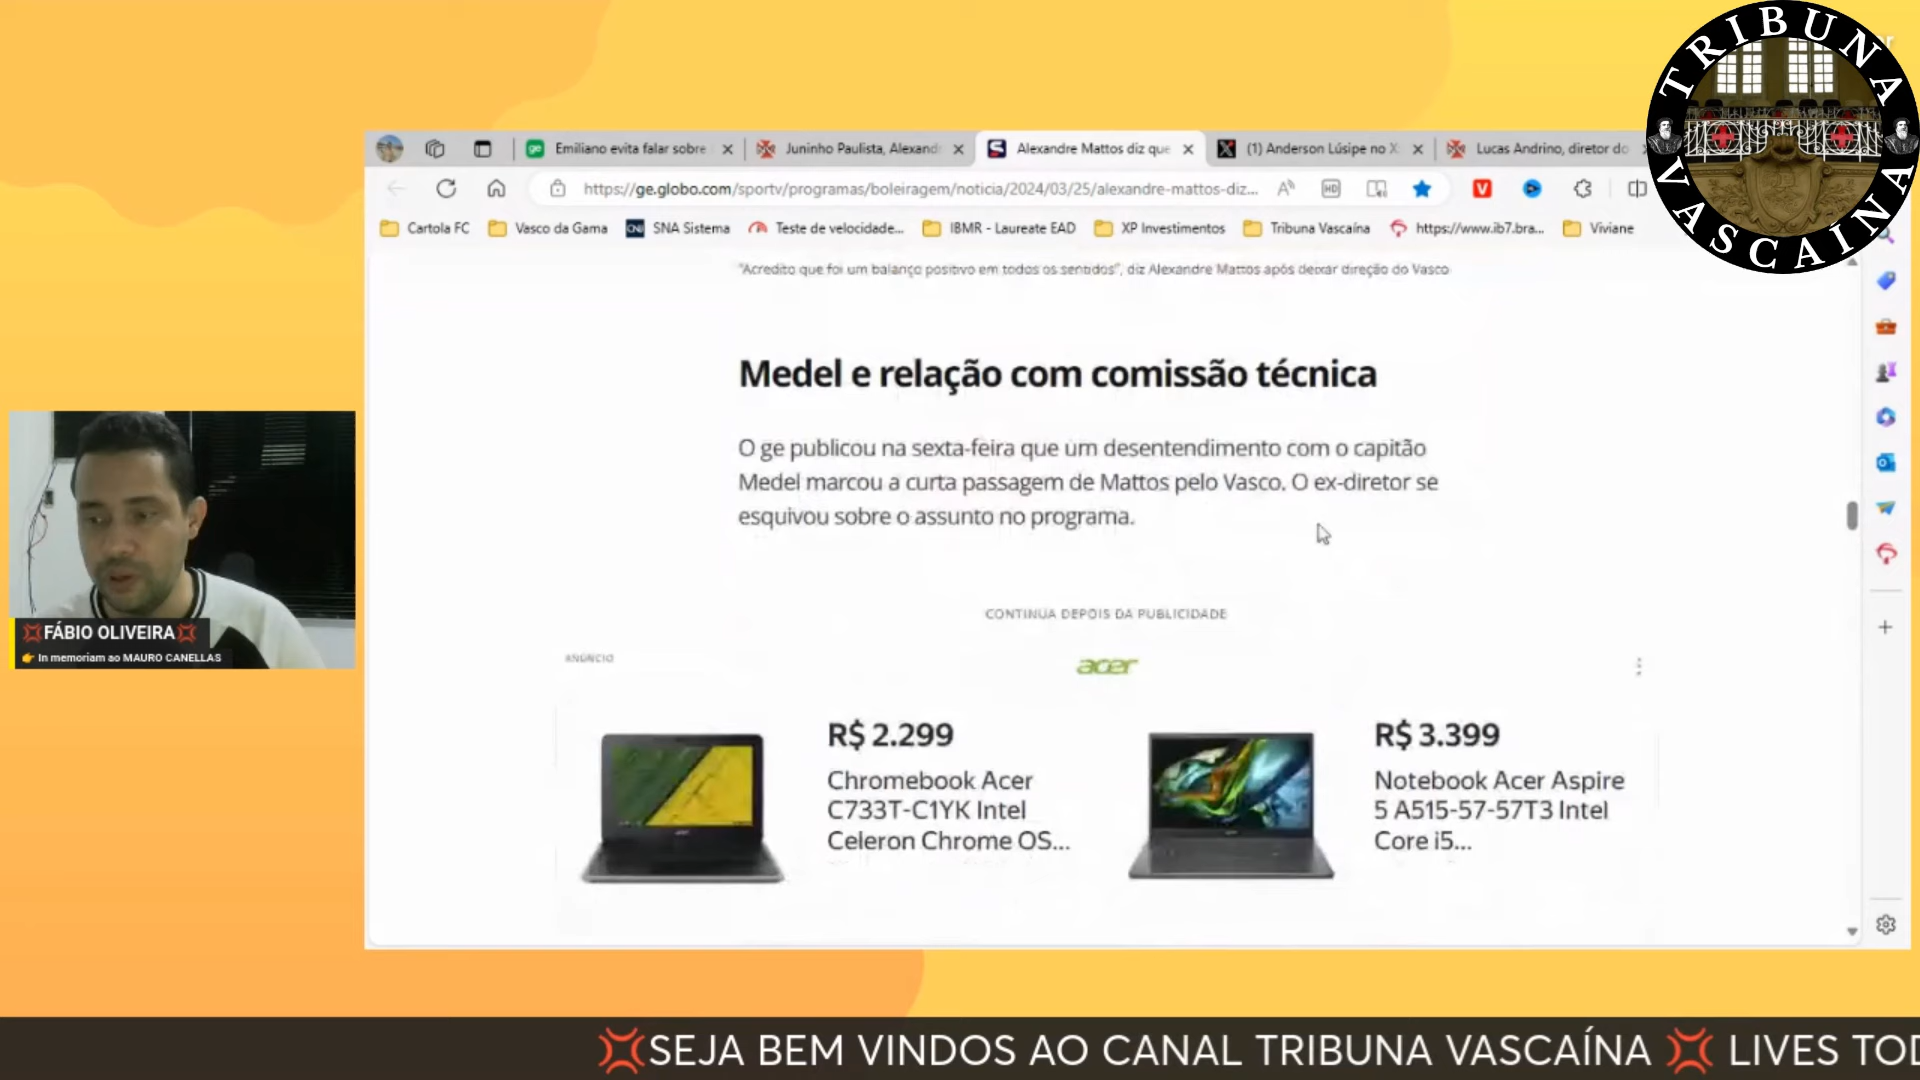 TRIBUNA VASCAÍNA
Emiliano evita falar sobre
Juninho Paulista, Alexand
Alexandre Mattos diz que
(1) Anderson Lúsipe no X
Lucas Andrino, diretor do
https://ge.globo.com/sportv/programas/boleiragem/noticia/2024/03/25/alexandre-mattos-diz...
Cartola FC
Vasco da Gama
SNA Sistema
Teste de velocidade...
IBMR - Laureate EAD
XP Investimentos
Tribuna Vascaína
https://www.ib7.bra...
Viviane
"Acredito que foi um balanço positivo em todos os sentidos", diz Alexandre Mattos após deixar direção do Vasco
Medel e relação com comissão técnica
O ge publicou na sexta-feira que um desentendimento com o capitão
Medel marcou a curta passagem de Mattos pelo Vasco. O ex-diretor se
esquivou sobre o assunto no programa.
CONTINUA DEPOIS DA PUBLICIDADE
ANÚNCIO
acer
R$ 2.299
Chromebook Acer
C733T-C1YK Intel
Celeron Chrome OS...
R$ 3.399
Notebook Acer Aspire
5 A515-57-57T3 Intel
Core i5...
FÁBIO OLIVEIRA
In memoriam ao MAURO CANELLAS
SEJA BEM VINDOS AO CANAL TRIBUNA VASCAÍNA LIVES TOD